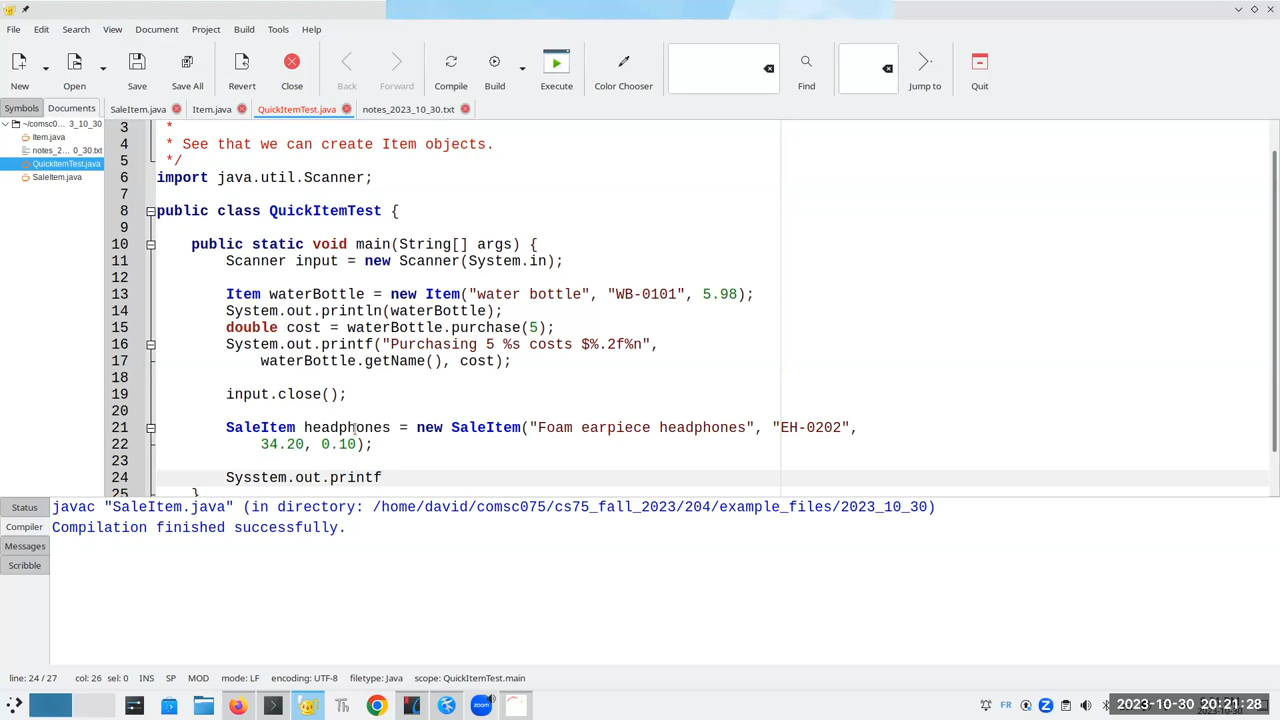 File Edit Search View Document Project Build Tools Help
New Open Save Save All Revert Close Back Forward Compile Build Execute Color Chooser Find Jump to Quit
Symbols Documents SaleItem.java Item.java QuickItemTest.java notes_2023_10_30.txt
~/comsc0… 3_10_30
Item.java
notes_2… 0_30.txt
QuickItemTest.java
SaleItem.java
3 *
4 * See that we can create Item objects.
5 */
6 import java.util.Scanner;
7
8 public class QuickItemTest {
9
10 public static void main(String[] args) {
11 Scanner input = new Scanner(System.in);
12
13 Item waterBottle = new Item("water bottle", "WB-0101", 5.98);
14 System.out.println(waterBottle);
15 double cost = waterBottle.purchase(5);
16 System.out.printf("Purchasing 5 %s costs $%.2f%n",
17 waterBottle.getName(), cost);
18
19 input.close();
20
21 SaleItem headphones = new SaleItem("Foam earpiece headphones", "EH-0202",
22 34.20, 0.10);
23
24 Sysstem.out.printf
25 }
Status
Compiler
Messages
Scribble
javac "SaleItem.java" (in directory: /home/david/comsc075/cs75_fall_2023/204/example_files/2023_10_30)
Compilation finished successfully.
line: 24 / 27 col: 26 sel: 0 INS SP MOD mode: LF encoding: UTF-8 filetype: Java scope: QuickItemTest.main
Th zoom FR 2023-10-30 20:21:28